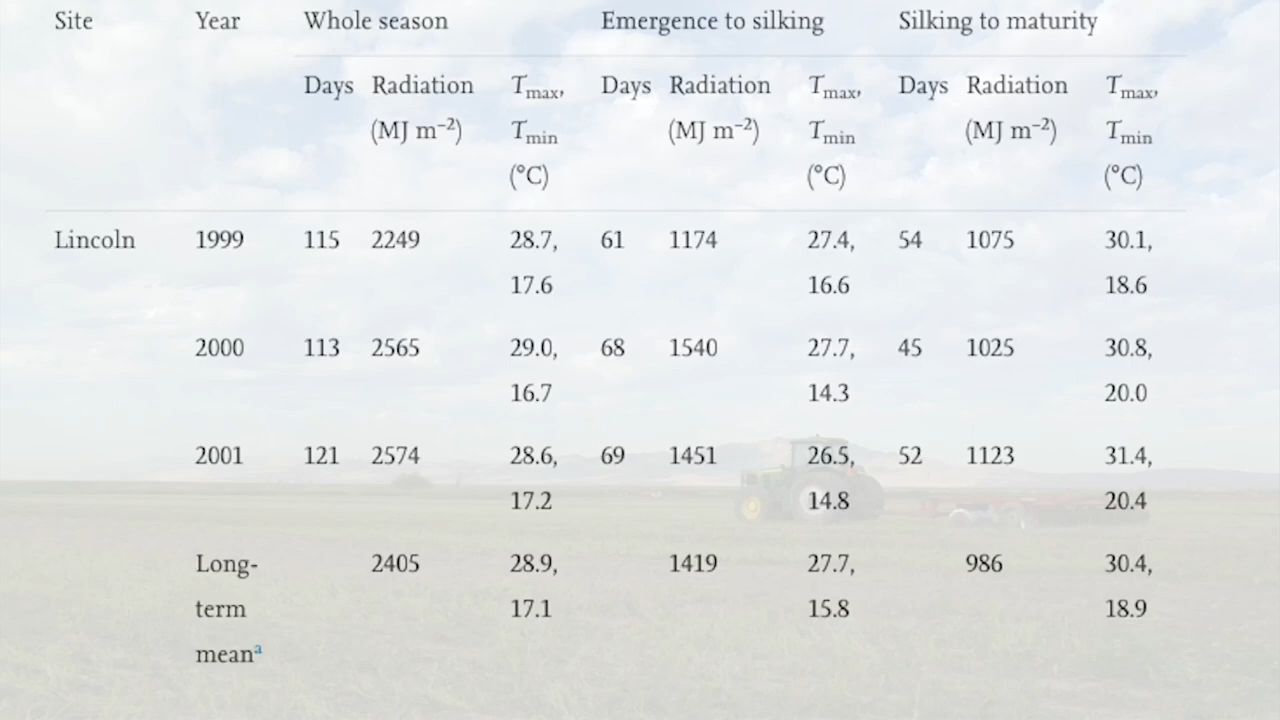 Site Year Whole season Emergence to silking Silking to maturity
Days Radiation Tmax, Days Radiation Tmax, Days Radiation Tmax,
(MJ m−2) Tmin (MJ m−2) Tmin (MJ m−2) Tmin
(°C) (°C) (°C)
Lincoln 1999 115 2249 28.7, 61 1174 27.4, 54 1075 30.1,
17.6 16.6 18.6
2000 113 2565 29.0, 68 1540 27.7, 45 1025 30.8,
16.7 14.3 20.0
2001 121 2574 28.6, 69 1451 26.5, 52 1123 31.4,
17.2 14.8 20.4
Long- 2405 28.9, 1419 27.7, 986 30.4,
term 17.1 15.8 18.9
meana